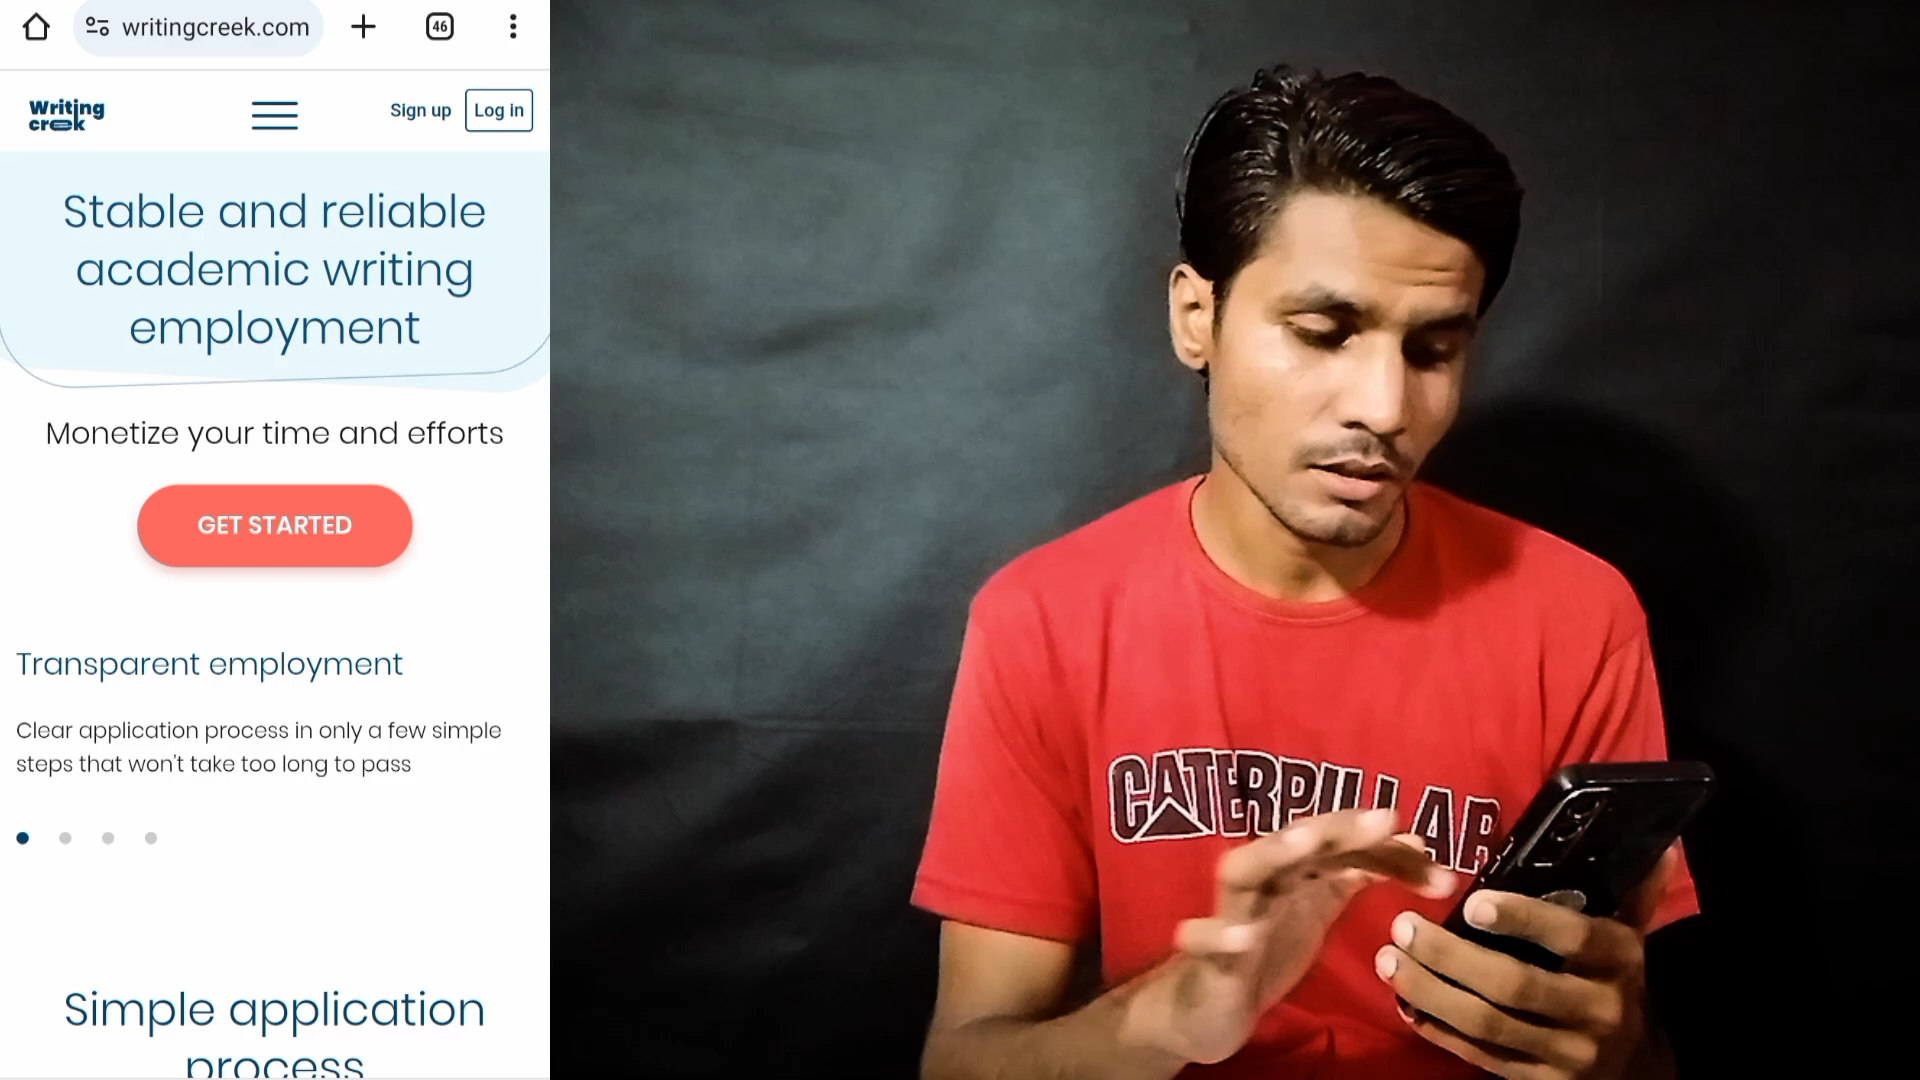 writingcreek.com
46
Writing
creek
Sign up
Log in
Stable and reliable
academic writing
employment
Monetize your time and efforts
GET STARTED
Transparent employment
Clear application process in only a few simple
steps that won't take too long to pass
Simple application
process
CATERPILLAR